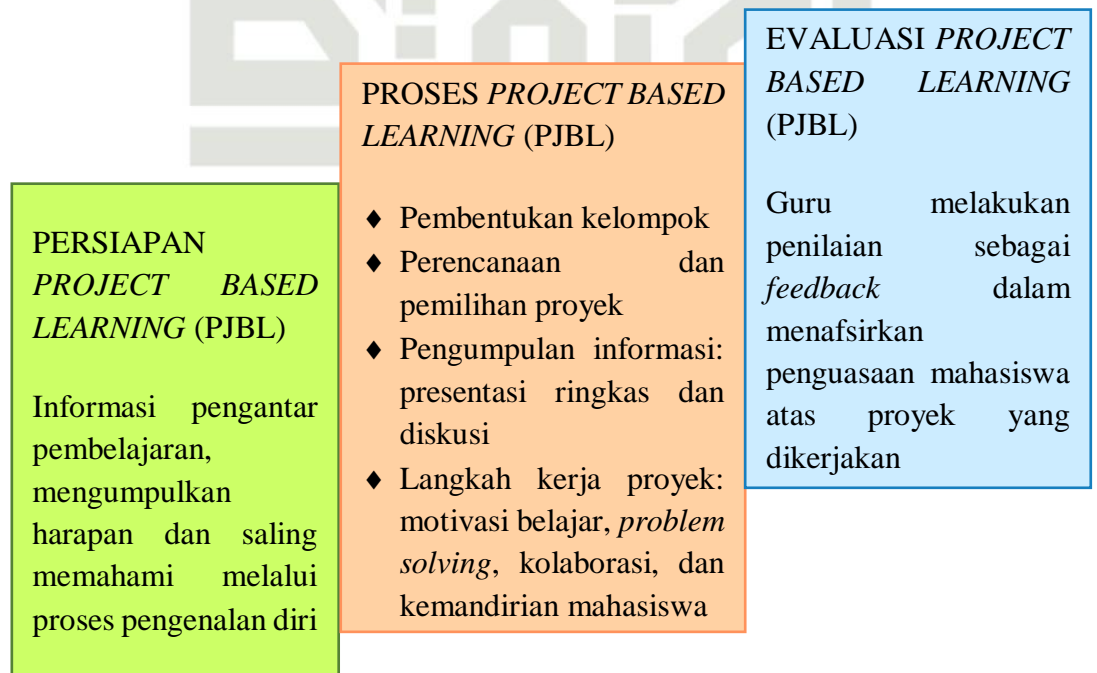 PERSIAPAN
PROJECT BASED
LEARNING (PJBL)
Informasi pengantar
pembelajaran,
mengumpulkan
harapan dan saling
memahami melalui
proses pengenalan diri
PROSES PROJECT BASED
LEARNING (PJBL)
♦ Pembentukan kelompok
♦ Perencanaan dan
pemilihan proyek
♦ Pengumpulan informasi:
presentasi ringkas dan
diskusi
♦ Langkah kerja proyek:
motivasi belajar, problem
solving, kolaborasi, dan
kemandirian mahasiswa
EVALUASI PROJECT
BASED LEARNING
(PJBL)
Guru melakukan
penilaian sebagai
feedback dalam
menafsirkan
penguasaan mahasiswa
atas proyek yang
dikerjakan